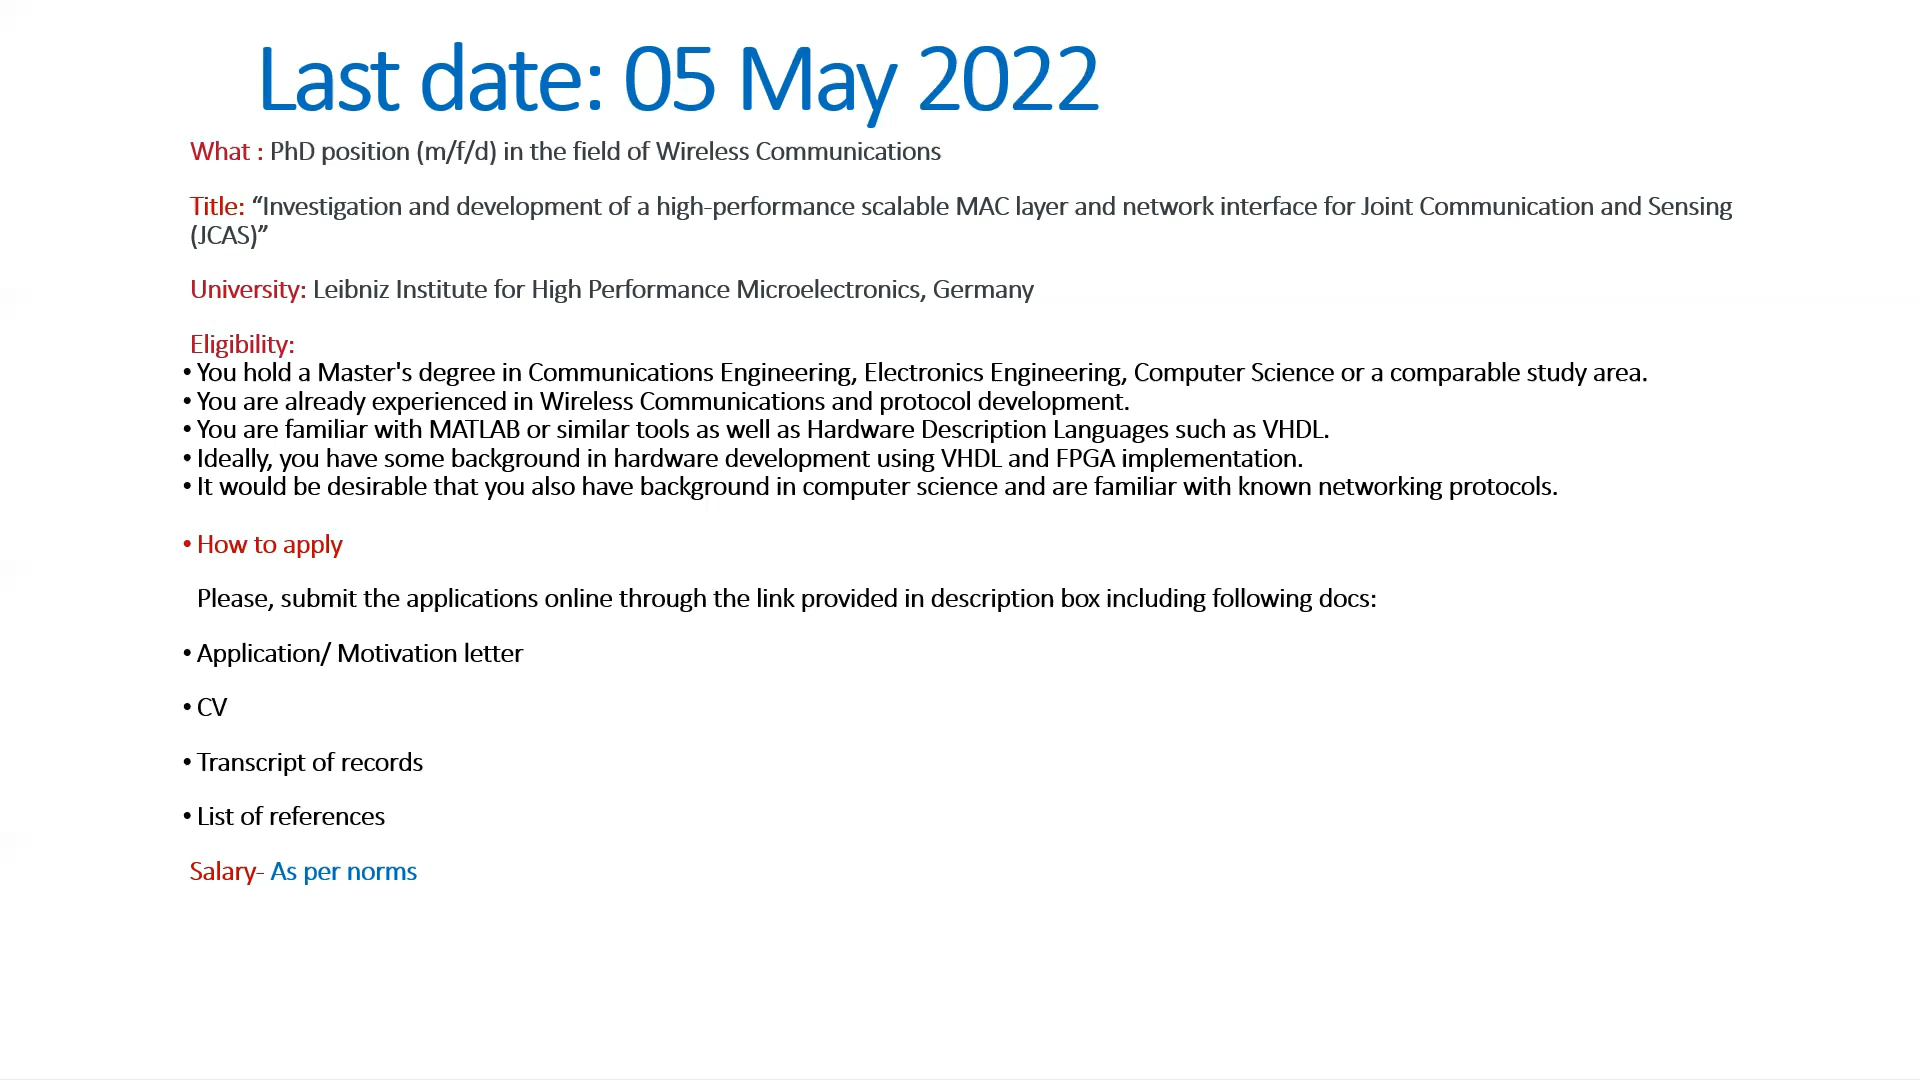 Last date: 05 May 2022
What : PhD position (m/f/d) in the field of Wireless Communications
Title: “Investigation and development of a high-performance scalable MAC layer and network interface for Joint Communication and Sensing
(JCAS)”
University: Leibniz Institute for High Performance Microelectronics, Germany
Eligibility:
• You hold a Master's degree in Communications Engineering, Electronics Engineering, Computer Science or a comparable study area.
• You are already experienced in Wireless Communications and protocol development.
• You are familiar with MATLAB or similar tools as well as Hardware Description Languages such as VHDL.
• Ideally, you have some background in hardware development using VHDL and FPGA implementation.
• It would be desirable that you also have background in computer science and are familiar with known networking protocols.
• How to apply
Please, submit the applications online through the link provided in description box including following docs:
• Application/ Motivation letter
• CV
• Transcript of records
• List of references
Salary- As per norms